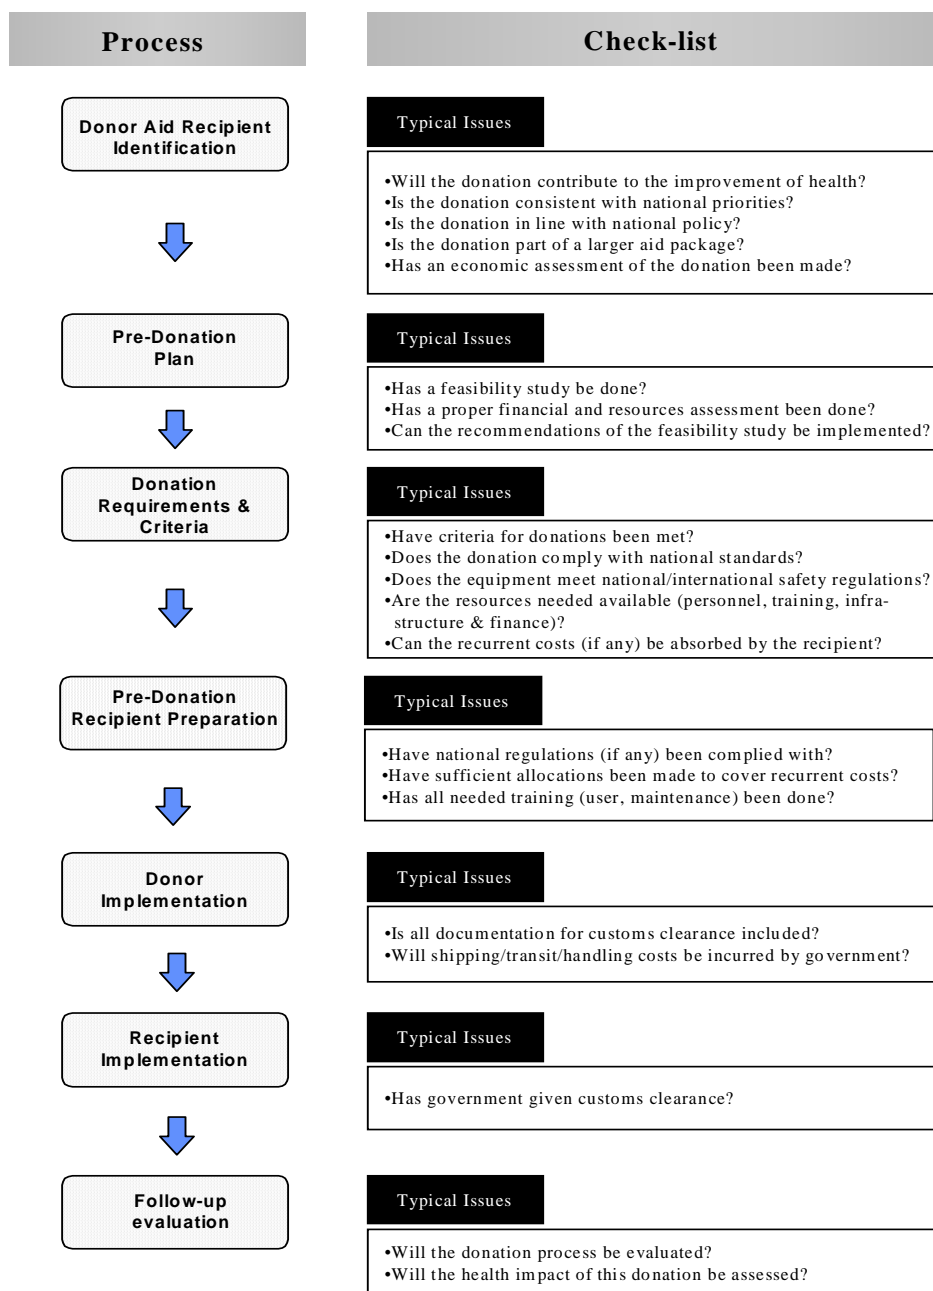 Process
Check-list
Donor Aid Recipient
Identification
Typical Issues
•Will the donation contribute to the improvement of health?
•Is the donation consistent with national priorities?
•Is the donation in line with national policy?
•Is the donation part of a larger aid package?
•Has an economic assessment of the donation been made?
Pre-Donation
Plan
Typical Issues
•Has a feasibility study be done?
•Has a proper financial and resources assessment been done?
•Can the recommendations of the feasibility study be implemented?
Donation
Requirements &
Criteria
Typical Issues
•Have criteria for donations been met?
•Does the donation comply with national standards?
•Does the equipment meet national/international safety regulations?
•Are the resources needed available (personnel, training, infra-
structure & finance)?
•Can the recurrent costs (if any) be absorbed by the recipient?
Pre-Donation
Recipient Preparation
Typical Issues
•Have national regulations (if any) been complied with?
•Have sufficient allocations been made to cover recurrent costs?
•Has all needed training (user, maintenance) been done?
Donor
Implementation
Typical Issues
•Is all documentation for customs clearance included?
•Will shipping/transit/handling costs be incurred by government?
Recipient
Implementation
Typical Issues
•Has government given customs clearance?
Follow-up
evaluation
Typical Issues
•Will the donation process be evaluated?
•Will the health impact of this donation be assessed?